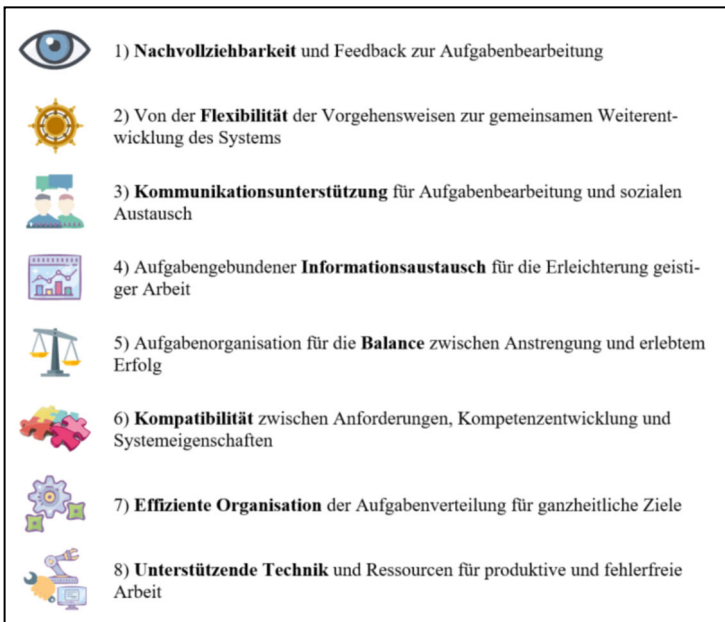 1) Nachvollziehbarkeit und Feedback zur Aufgabenbearbeitung
2) Von der Flexibilität der Vorgehensweisen zur gemeinsamen Weiterent-
wicklung des Systems
3) Kommunikationsunterstützung für Aufgabenbearbeitung und sozialen
Austausch
4) Aufgabengebundener Informationsaustausch für die Erleichterung geisti-
ger Arbeit
5) Aufgabenorganisation für die Balance zwischen Anstrengung und erlebtem
Erfolg
6) Kompatibilität zwischen Anforderungen, Kompetenzentwicklung und
Systemeigenschaften
7) Effiziente Organisation der Aufgabenverteilung für ganzheitliche Ziele
8) Unterstützende Technik und Ressourcen für produktive und fehlerfreie
Arbeit